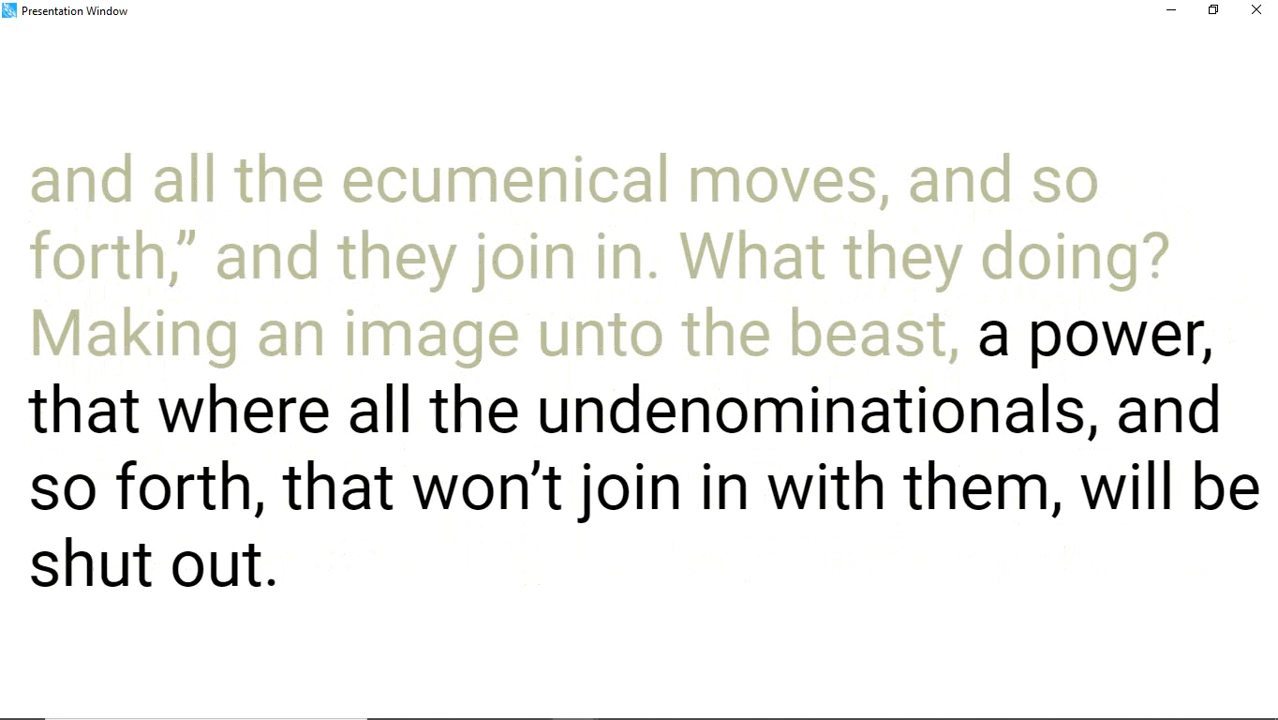 Presentation Window
and all the ecumenical moves, and so
forth,” and they join in. What they doing?
Making an image unto the beast, a power,
that where all the undenominationals, and
so forth, that won’t join in with them, will be
shut out.